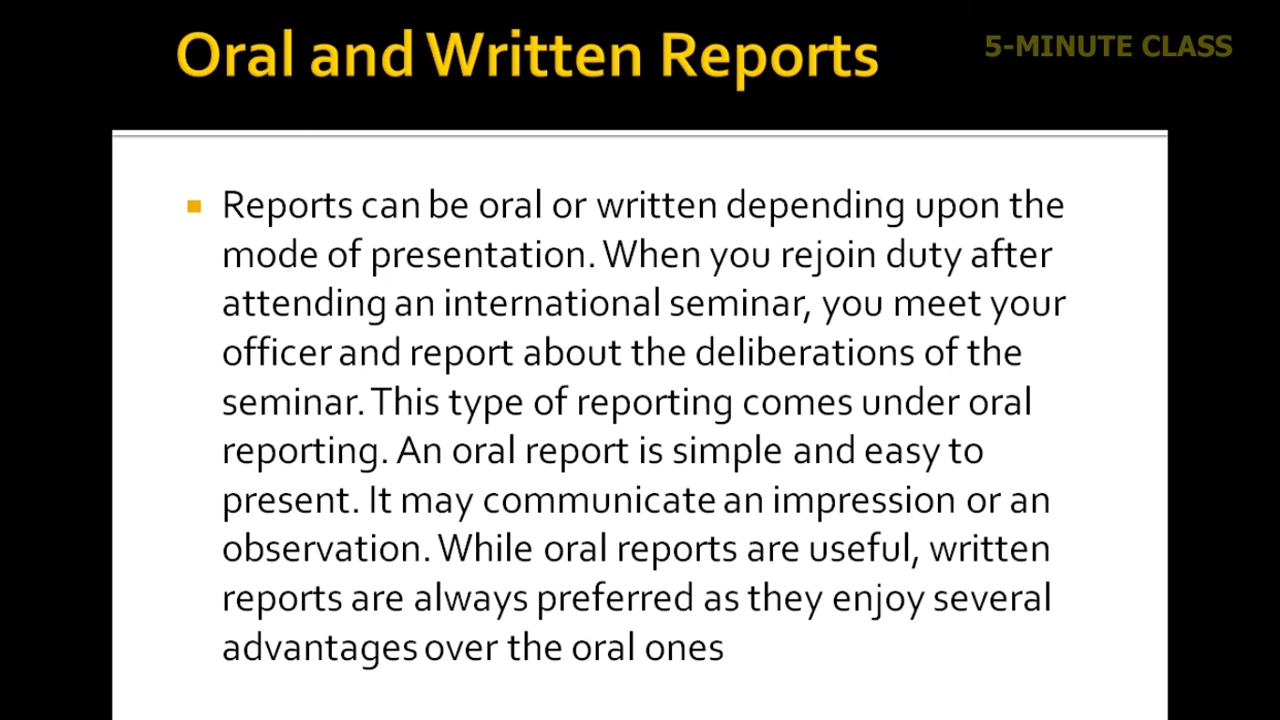 Oral and Written Reports
5-MINUTE CLASS
Reports can be oral or written depending upon the
mode of presentation. When you rejoin duty after
attending an international seminar, you meet your
officer and report about the deliberations of the
seminar. This type of reporting comes under oral
reporting. An oral report is simple and easy to
present. It may communicate an impression or an
observation. While oral reports are useful, written
reports are always preferred as they enjoy several
advantages over the oral ones